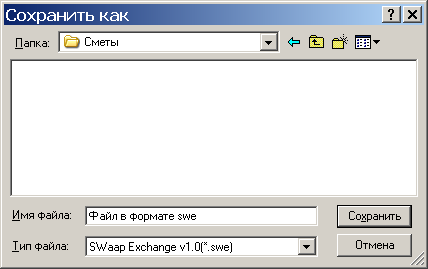 Сохранить как
Папка: Сметы
Имя файла: Файл в формате swe Сохранить
Тип файла: SWaap Exchange v1.0(*.swe) Отмена